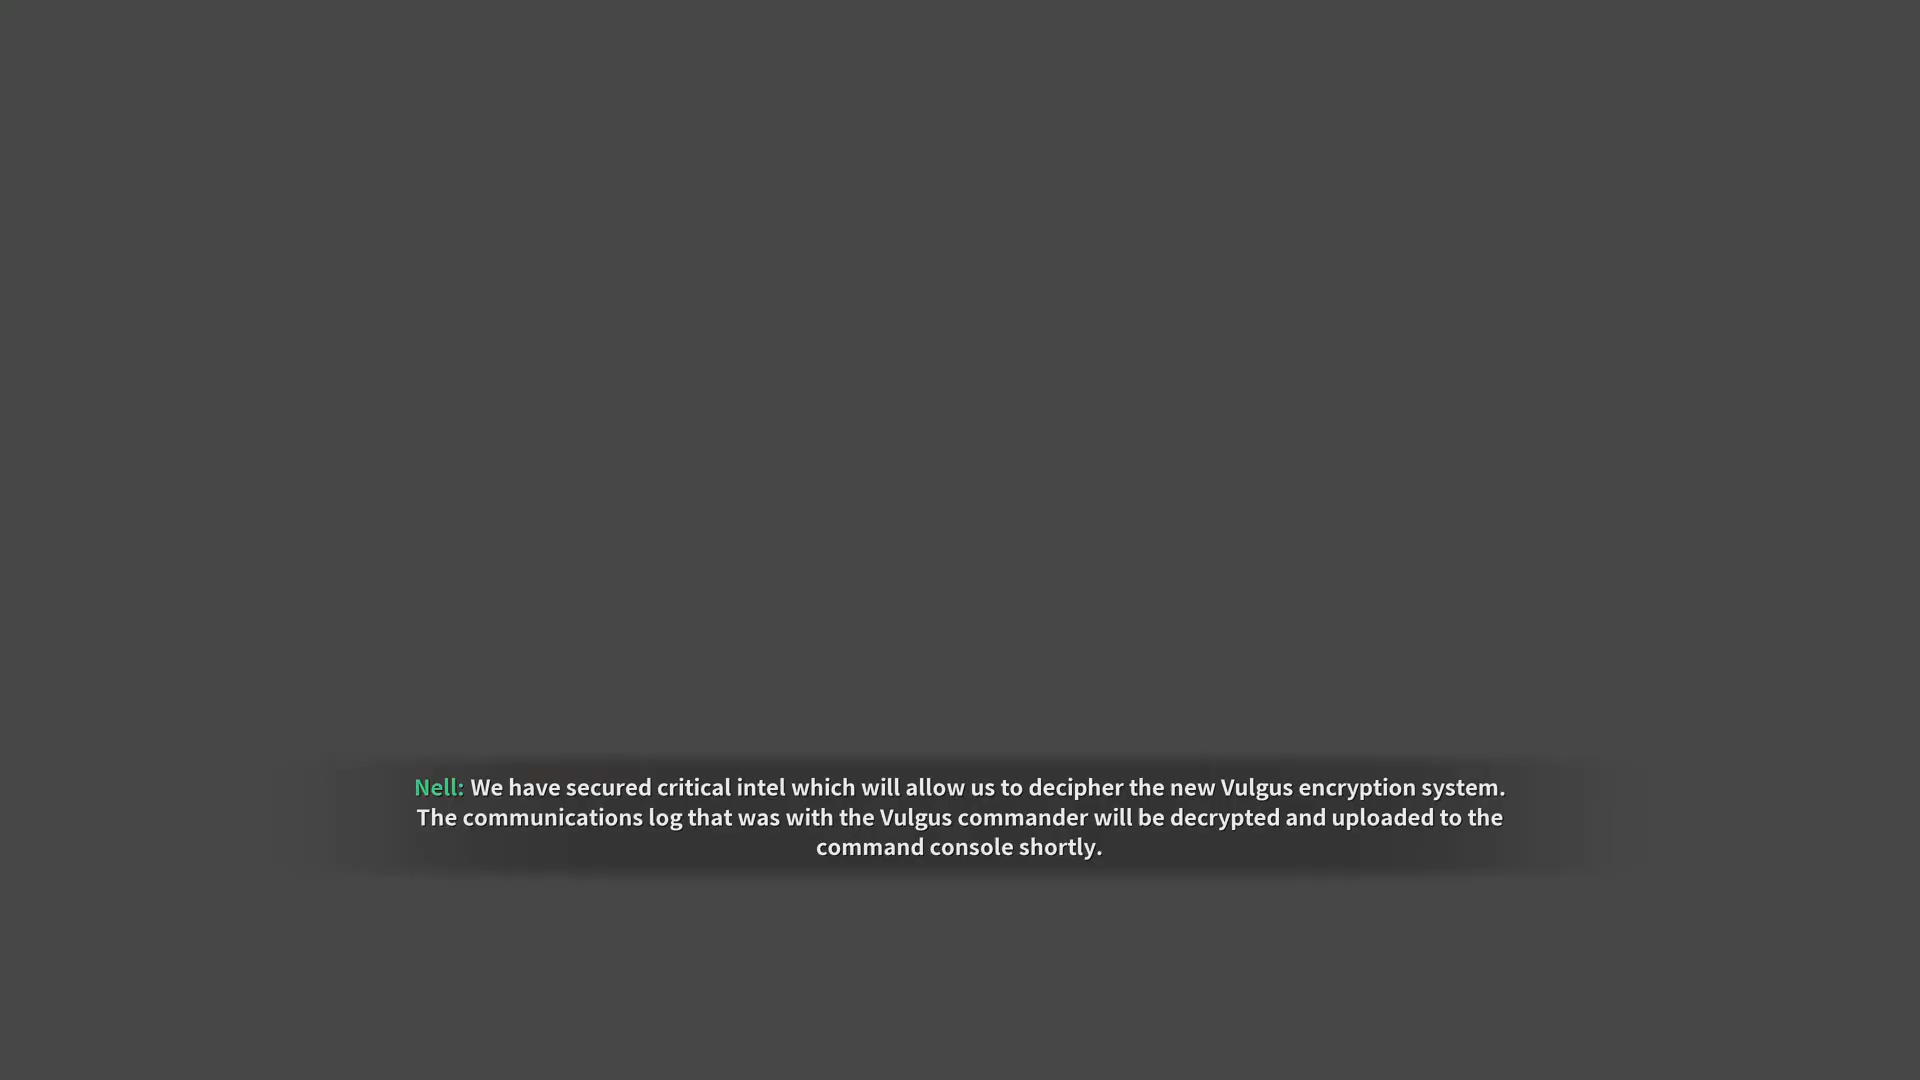 Nell: We have secured critical intel which will allow us to decipher the new Vulgus encryption system.
The communications log that was with the Vulgus commander will be decrypted and uploaded to the
command console shortly.